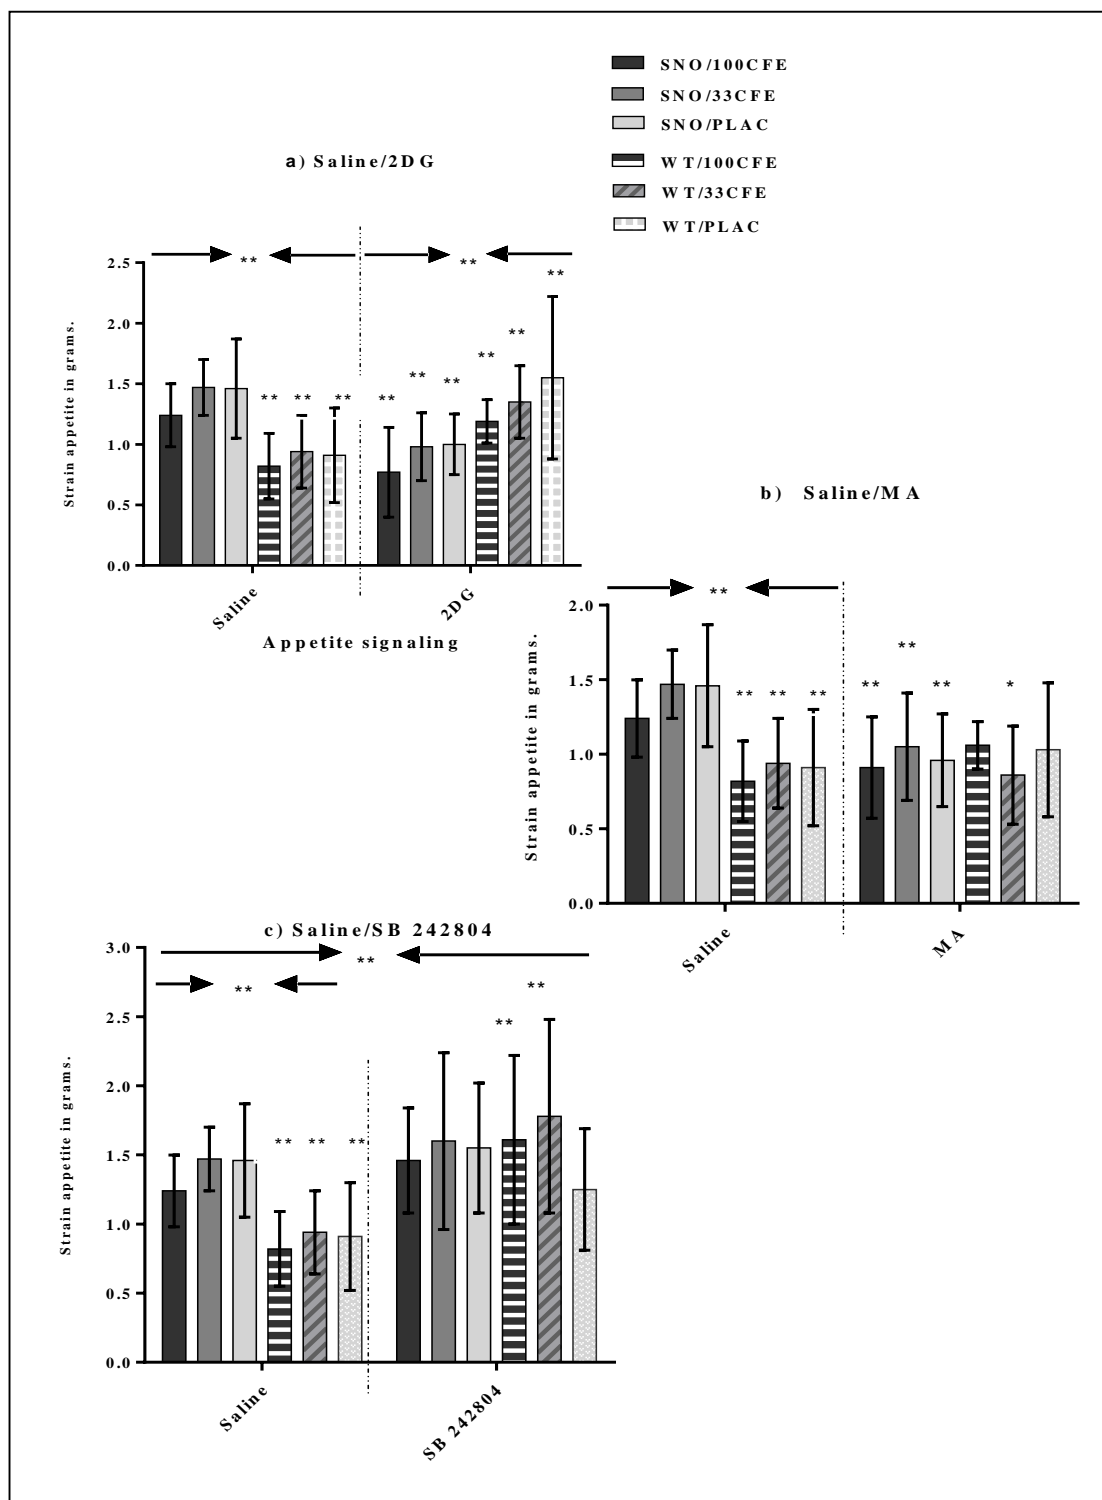 SNO/100CFE
SNO/33CFE
SNO/PLAC
WT/100CFE
WT/33CFE
WT/PLAC
a) Saline/2DG
** **
**
2.5
2.0
1.5
1.0
0.5
0.0
Strain appetite in grams.
** ** ** ** ** ** ** **
Saline
2DG
Appetite signaling
b) Saline/MA
**
2.0
1.5
1.0
0.5
0.0
Strain appetite in grams.
** ** ** ** ** ** *
Saline
MA
c) Saline/SB 242804
**
**
3.0
2.5
2.0
1.5
1.0
0.5
0.0
Strain appetite in grams.
** ** ** ** **
Saline
SB 242804